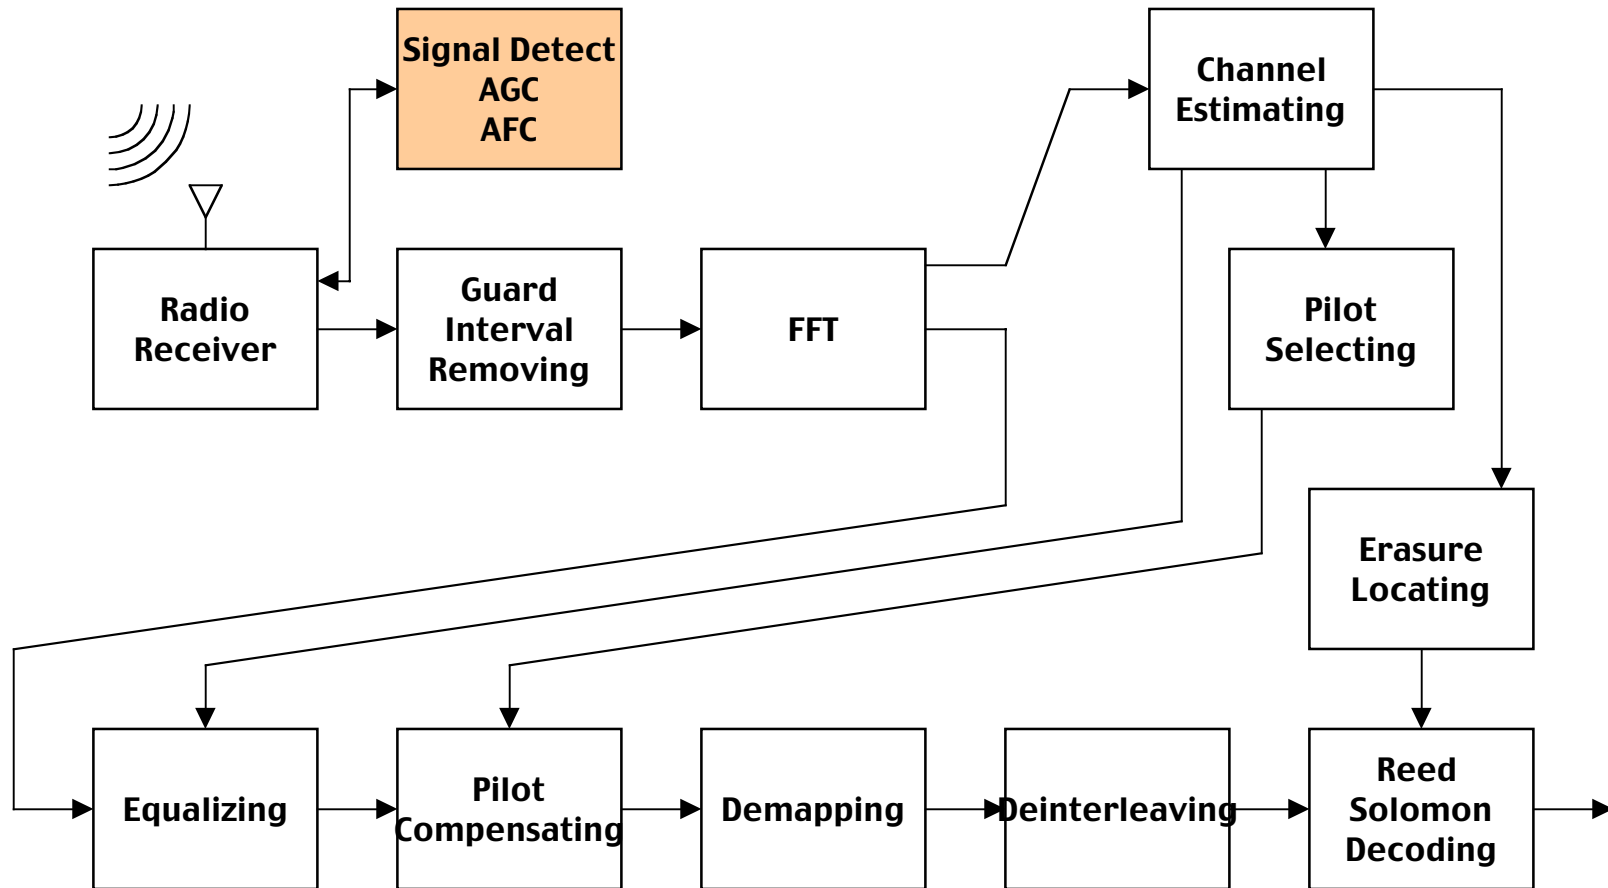 Signal Detect
AGC
AFC
Channel
Estimating
Radio
Receiver
Guard
Interval
Removing
FFT
Pilot
Selecting
Erasure
Locating
Equalizing
Pilot
Compensating
Demapping
Deinterleaving
Reed
Solomon
Decoding